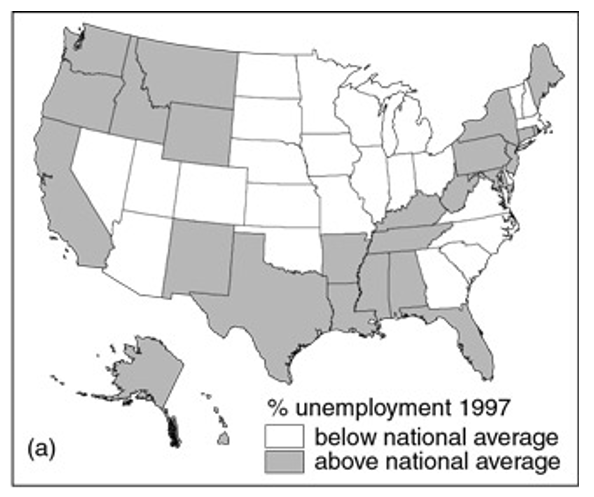 % unemployment 1997
below national average
above national average
(a)